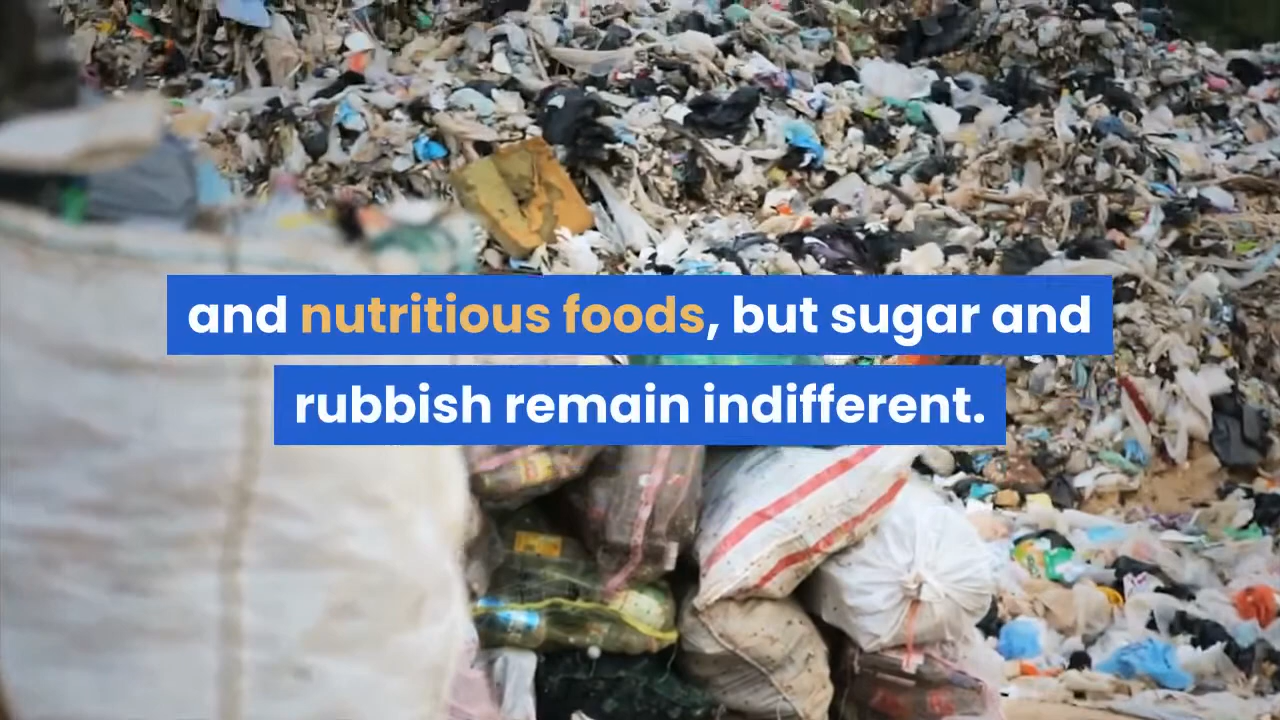 and nutritious foods, but sugar and
rubbish remain indifferent.